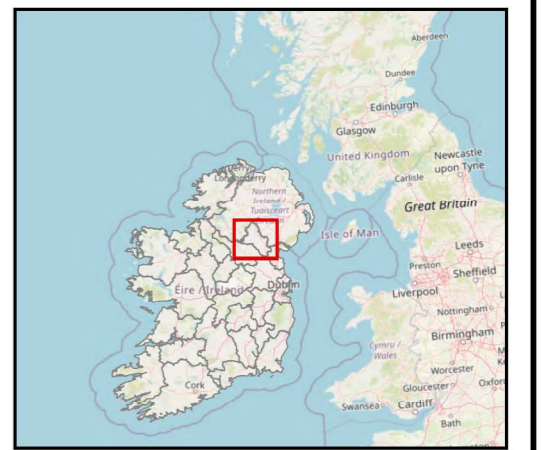 Aberdeen
Dundee
Edinburgh
Glasgow
United Kingdom
Newcastle
upon Tyne
Carlisle
Londonderry
Northern
Ireland /
Tuaisceart
Great Britain
Isle of Man
Leeds
Preston
Sheffield
Éire / Ireland
Dublin
Liverpool
Nottingham
Birmingham
Cymru /
Wales
Worcester
Cork
Gloucester
Oxfor
Swansea
Cardiff
Bath